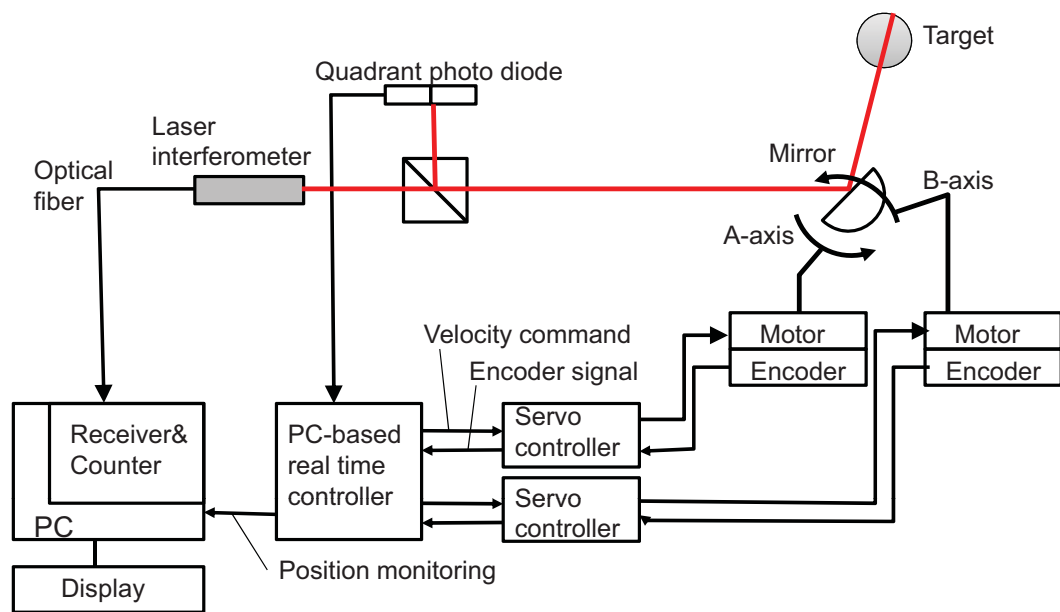 Target
Quadrant photo diode
Laser
interferometer
Optical
fiber
Mirror
B-axis
A-axis
Velocity command
Encoder signal
Motor
Encoder
Motor
Encoder
Receiver&
Counter
PC
PC-based
real time
controller
Servo
controller
Servo
controller
Position monitoring
Display